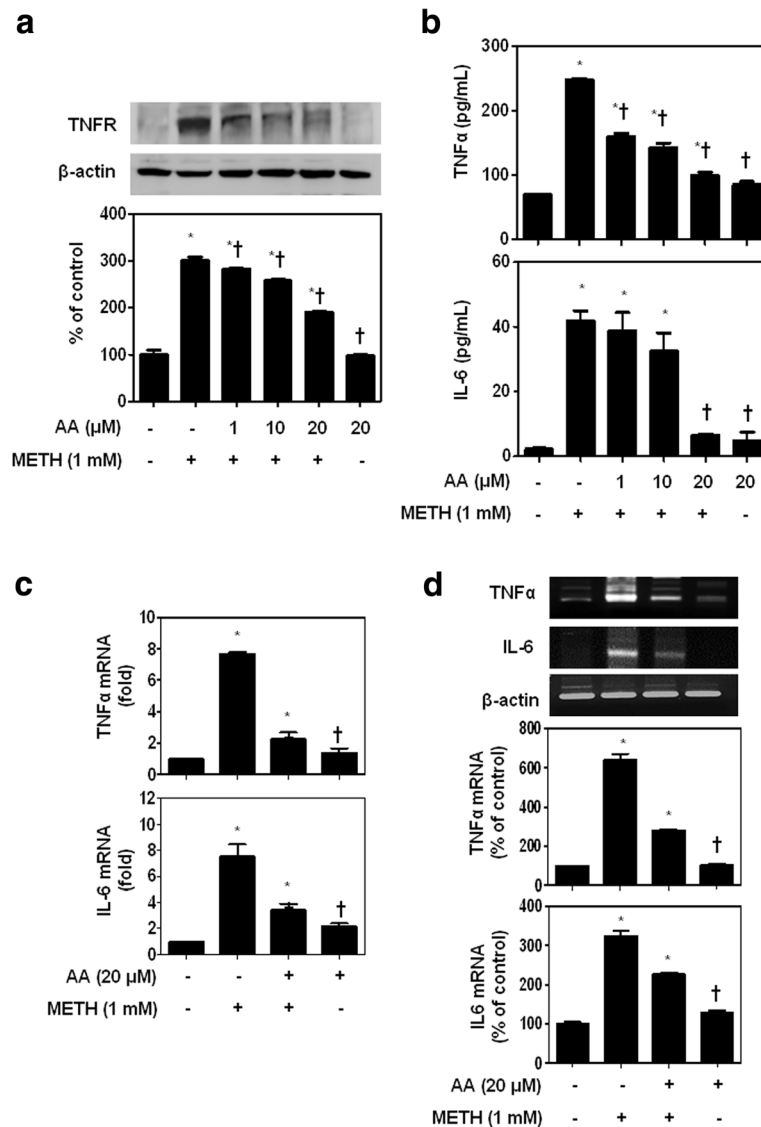 a
TNFR
β-actin
% of control
400
300
200
100
0
*
*†
*†
*†
†
AA (μM) - - 1 10 20 20
METH (1 mM) - + + + + -
b
TNFα (pg/mL)
300
200
100
0
*
*†
*†
*†
†
IL-6 (pg/mL)
60
40
20
0
*
*
*
†
†
AA (μM) - - 1 10 20 20
METH (1 mM) - + + + + -
c
TNFα mRNA
(fold)
10
8
6
4
2
0
*
*
†
IL-6 mRNA
(fold)
12
10
8
6
4
2
0
*
*
†
AA (20 μM) - - + +
METH (1 mM) - + + -
d
TNFα
IL-6
β-actin
TNFα mRNA
(% of control)
800
600
400
200
0
*
*
†
IL6 mRNA
(% of control)
400
300
200
100
0
*
*
†
AA (20 μM) - - + +
METH (1 mM) - + + -